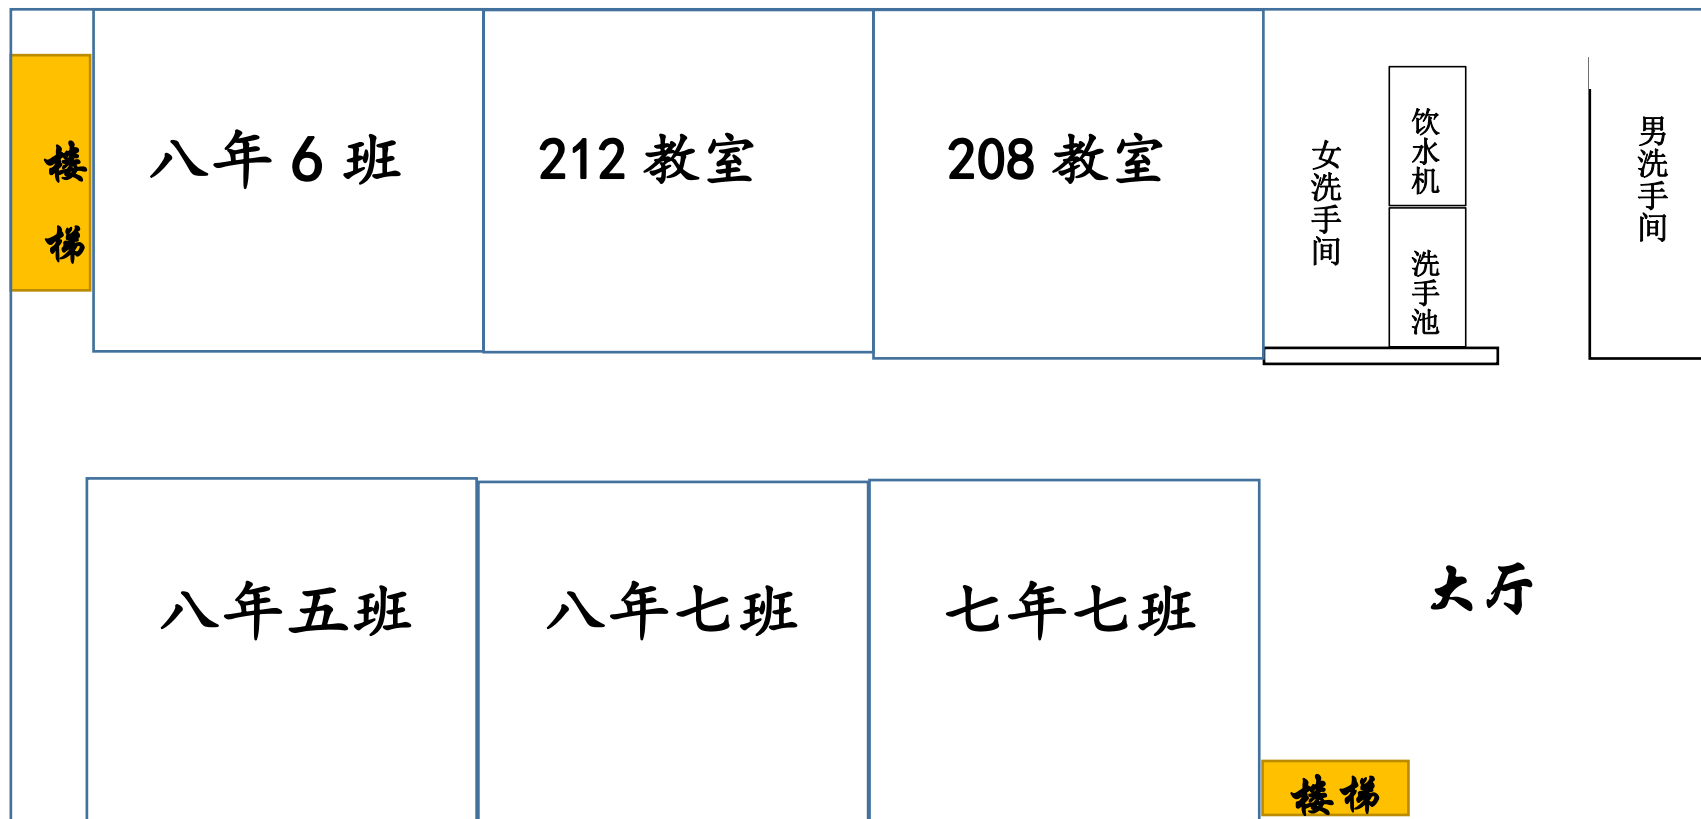 楼梯
八年6班
212教室
208教室
女洗手间
饮水机
洗手池
男洗手间
八年五班
八年七班
七年七班
大厅
楼梯